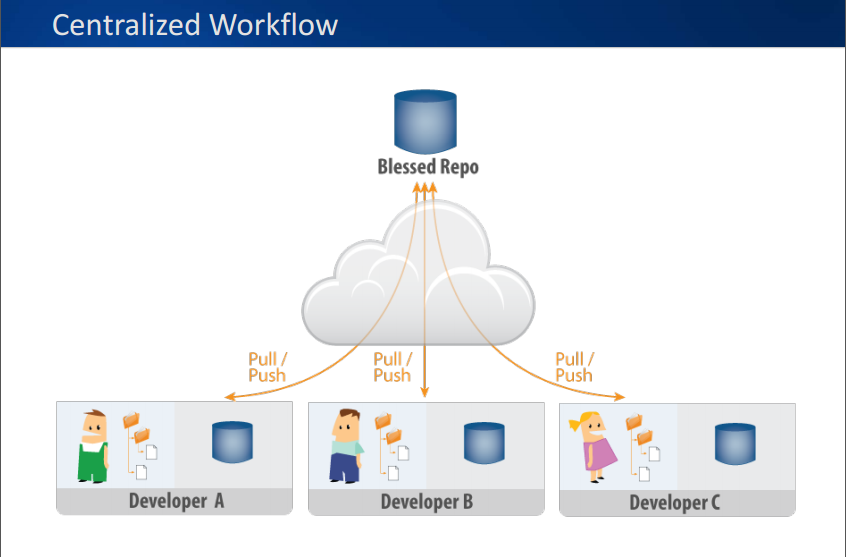 Centralized Workflow
Blessed Repo
Pull /
Push
Pull /
Push
Pull /
Push
Developer A
Developer B
Developer C